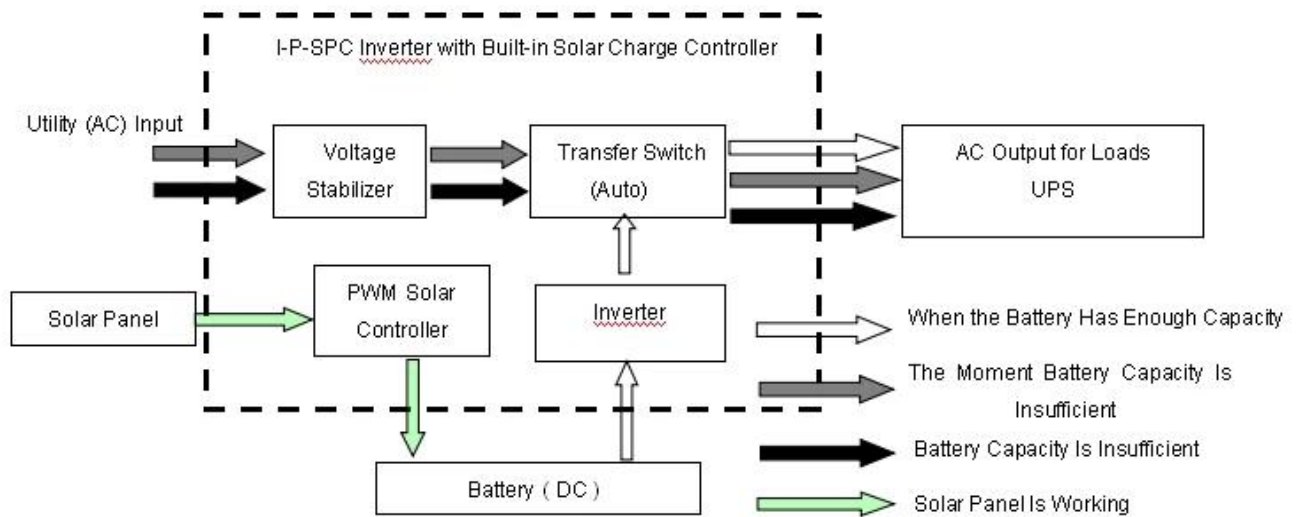 I-P-SPC Inverter with Built-in Solar Charge Controller
Utility (AC) Input
Voltage
Stabilizer
Transfer Switch
(Auto)
AC Output for Loads
UPS
Solar Panel
PWM Solar
Controller
Inverter
Battery ( DC )
When the Battery Has Enough Capacity
The Moment Battery Capacity Is
Insufficient
Battery Capacity Is Insufficient
Solar Panel Is Working